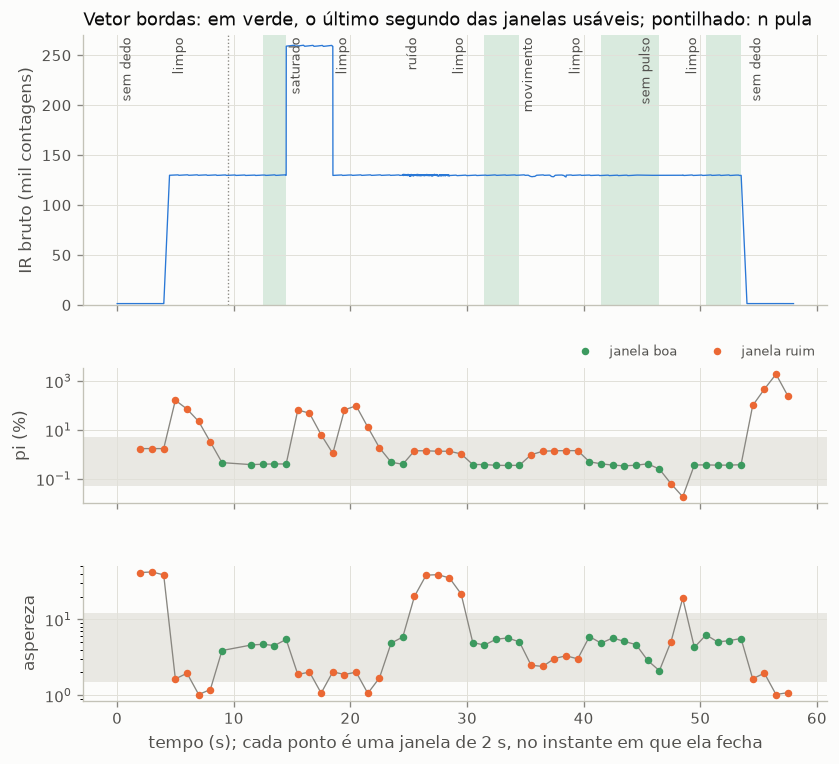 Vetor bordas: em verde, o último segundo das janelas usáveis; pontilhado: n pula
IR bruto (mil contagens)
250
200
150
100
50
0
sem dedo
limpo
saturado
limpo
ruído
limpo
movimento
limpo
sem pulso
limpo
sem dedo
janela boa
janela ruim
pi (%)
10³
10¹
10⁻¹
aspereza
10¹
10⁰
0
10
20
30
40
50
60
tempo (s); cada ponto é uma janela de 2 s, no instante em que ela fecha